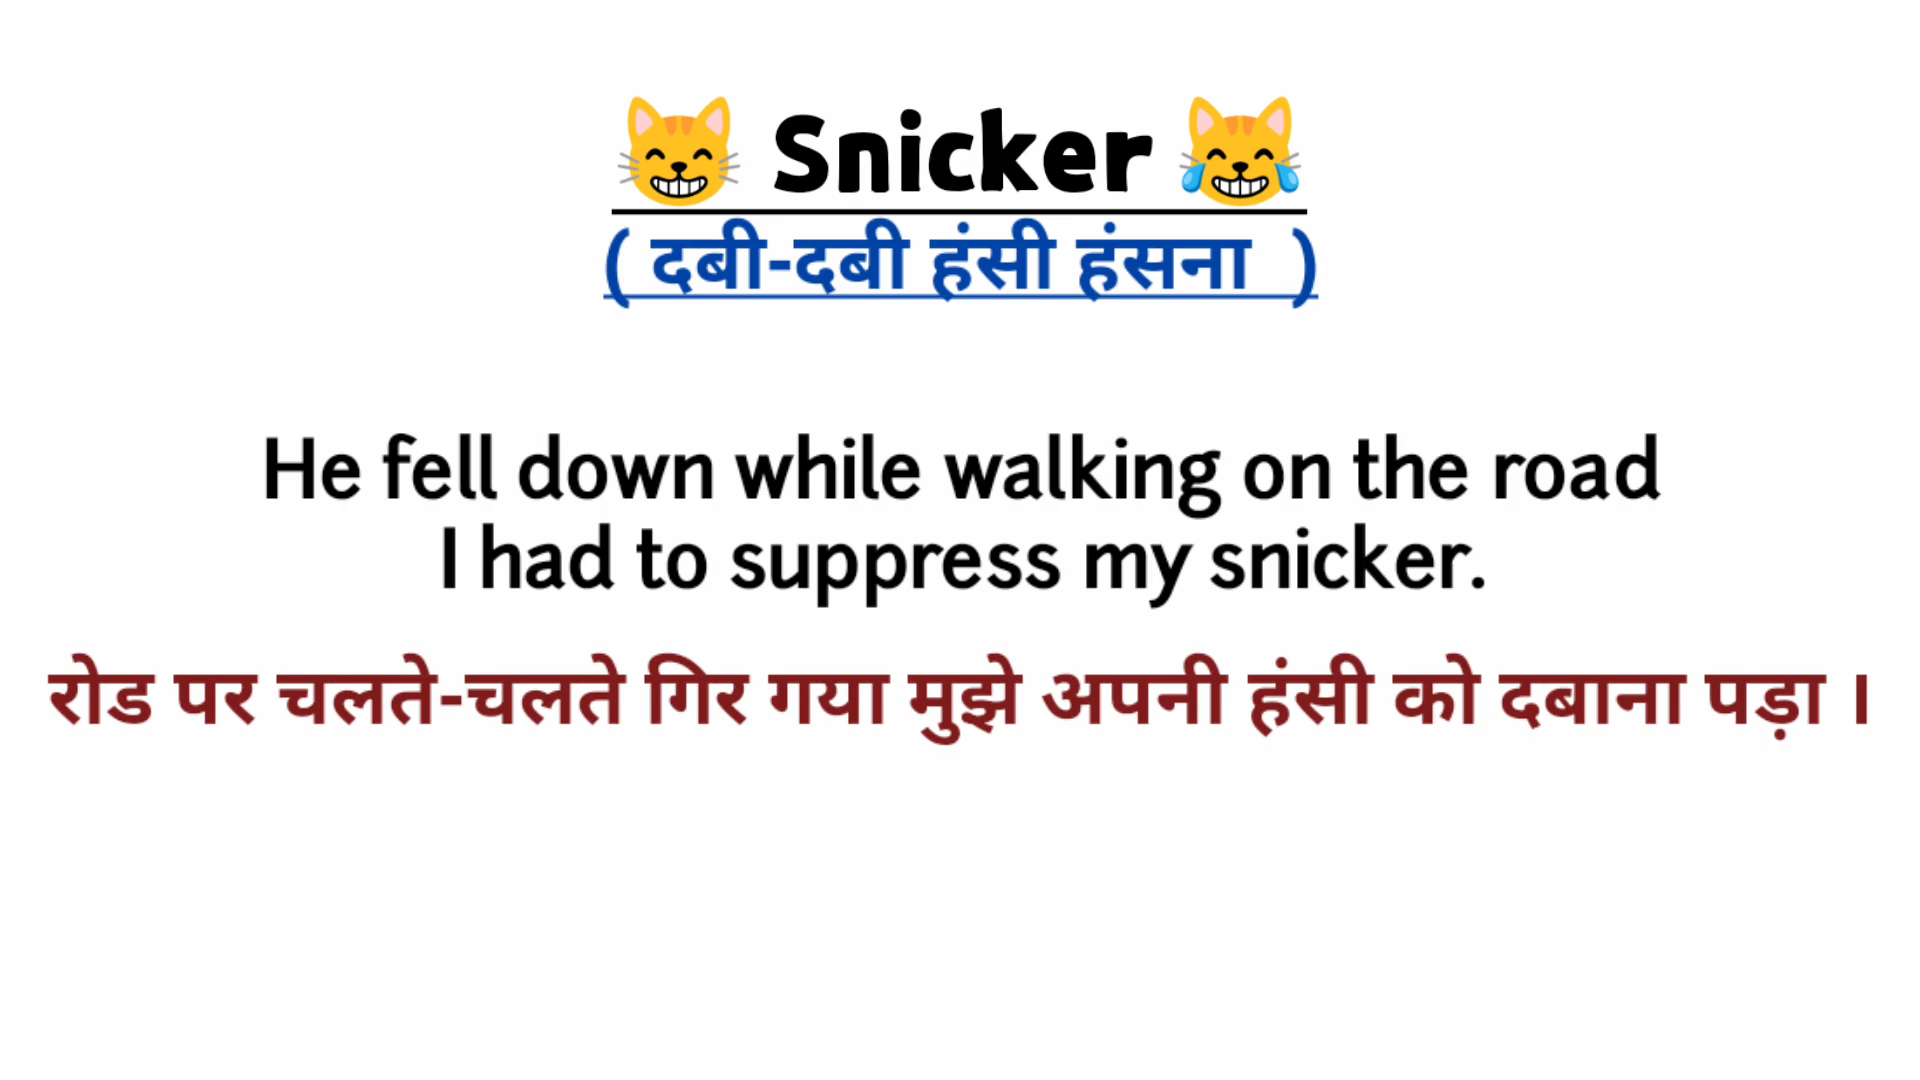 😸 Snicker 😹
( दबी-दबी हंसी हंसना )
He fell down while walking on the road
I had to suppress my snicker.
रोड पर चलते-चलते गिर गया मुझे अपनी हंसी को दबाना पड़ा ।